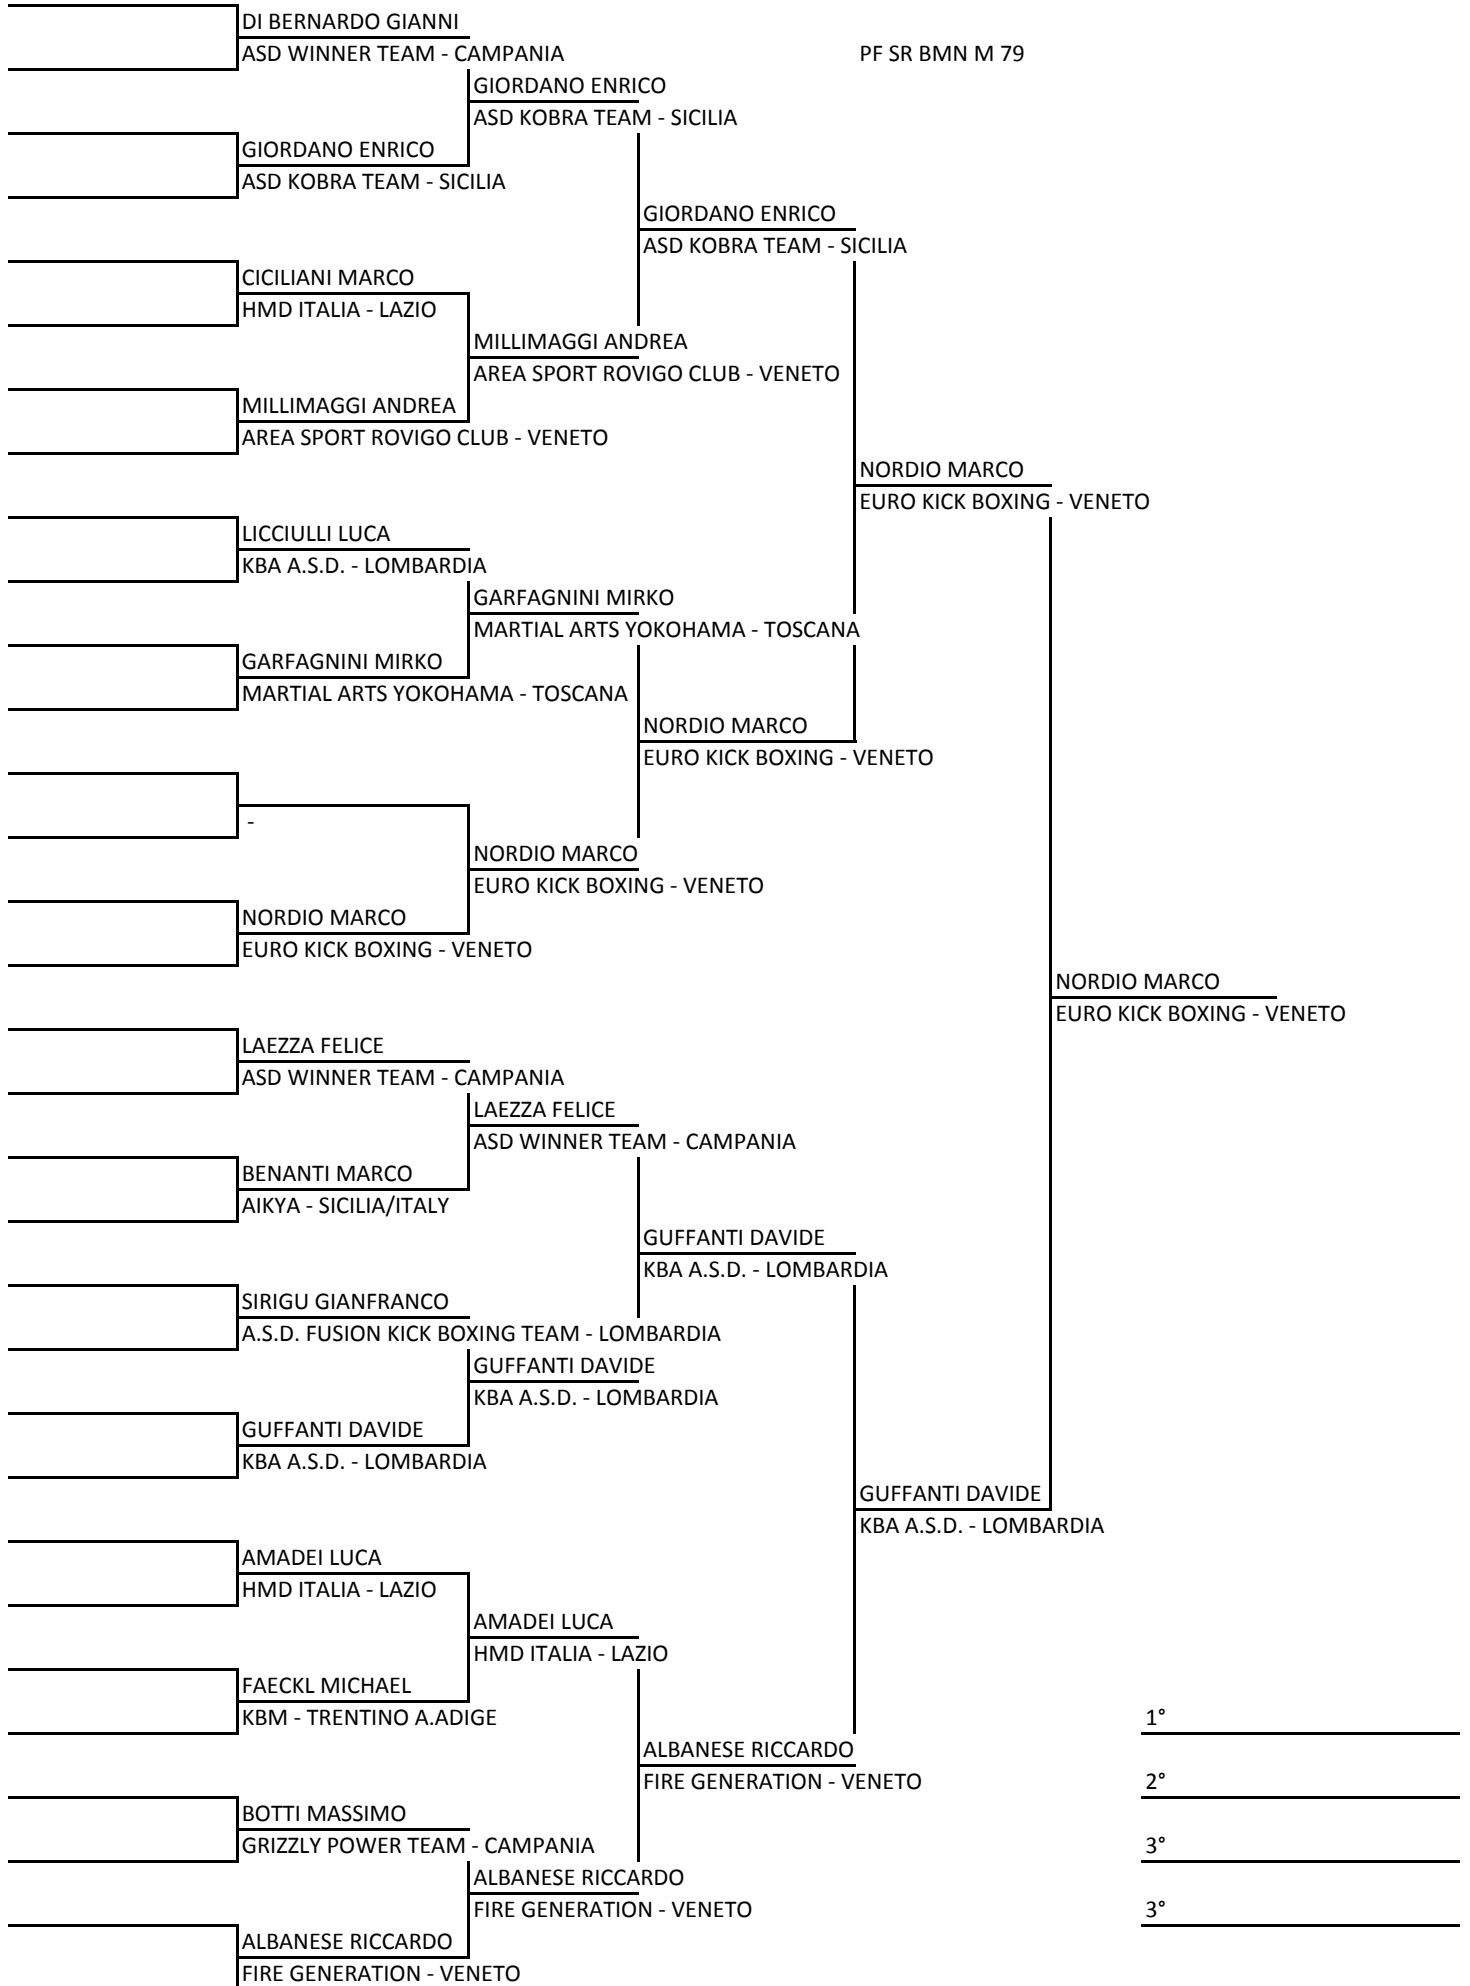 DI BERNARDO GIANNI
ASD WINNER TEAM - CAMPANIA
PF SR BMN M 79
GIORDANO ENRICO
ASD KOBRA TEAM - SICILIA
GIORDANO ENRICO
ASD KOBRA TEAM - SICILIA
GIORDANO ENRICO
ASD KOBRA TEAM - SICILIA
CICILIANI MARCO
HMD ITALIA - LAZIO
MILLIMAGGI ANDREA
AREA SPORT ROVIGO CLUB - VENETO
MILLIMAGGI ANDREA
AREA SPORT ROVIGO CLUB - VENETO
NORDIO MARCO
EURO KICK BOXING - VENETO
LICCIULLI LUCA
KBA A.S.D. - LOMBARDIA
GARFAGNINI MIRKO
MARTIAL ARTS YOKOHAMA - TOSCANA
GARFAGNINI MIRKO
MARTIAL ARTS YOKOHAMA - TOSCANA
NORDIO MARCO
EURO KICK BOXING - VENETO
-
NORDIO MARCO
EURO KICK BOXING - VENETO
NORDIO MARCO
EURO KICK BOXING - VENETO
NORDIO MARCO
EURO KICK BOXING - VENETO
LAEZZA FELICE
ASD WINNER TEAM - CAMPANIA
LAEZZA FELICE
ASD WINNER TEAM - CAMPANIA
BENANTI MARCO
AIKYA - SICILIA/ITALY
GUFFANTI DAVIDE
KBA A.S.D. - LOMBARDIA
SIRIGU GIANFRANCO
A.S.D. FUSION KICK BOXING TEAM - LOMBARDIA
GUFFANTI DAVIDE
KBA A.S.D. - LOMBARDIA
GUFFANTI DAVIDE
KBA A.S.D. - LOMBARDIA
GUFFANTI DAVIDE
KBA A.S.D. - LOMBARDIA
AMADEI LUCA
HMD ITALIA - LAZIO
AMADEI LUCA
HMD ITALIA - LAZIO
FAECKL MICHAEL
KBM - TRENTINO A.ADIGE
1°
ALBANESE RICCARDO
FIRE GENERATION - VENETO
2°
BOTTI MASSIMO
GRIZZLY POWER TEAM - CAMPANIA
3°
ALBANESE RICCARDO
FIRE GENERATION - VENETO
3°
ALBANESE RICCARDO
FIRE GENERATION - VENETO